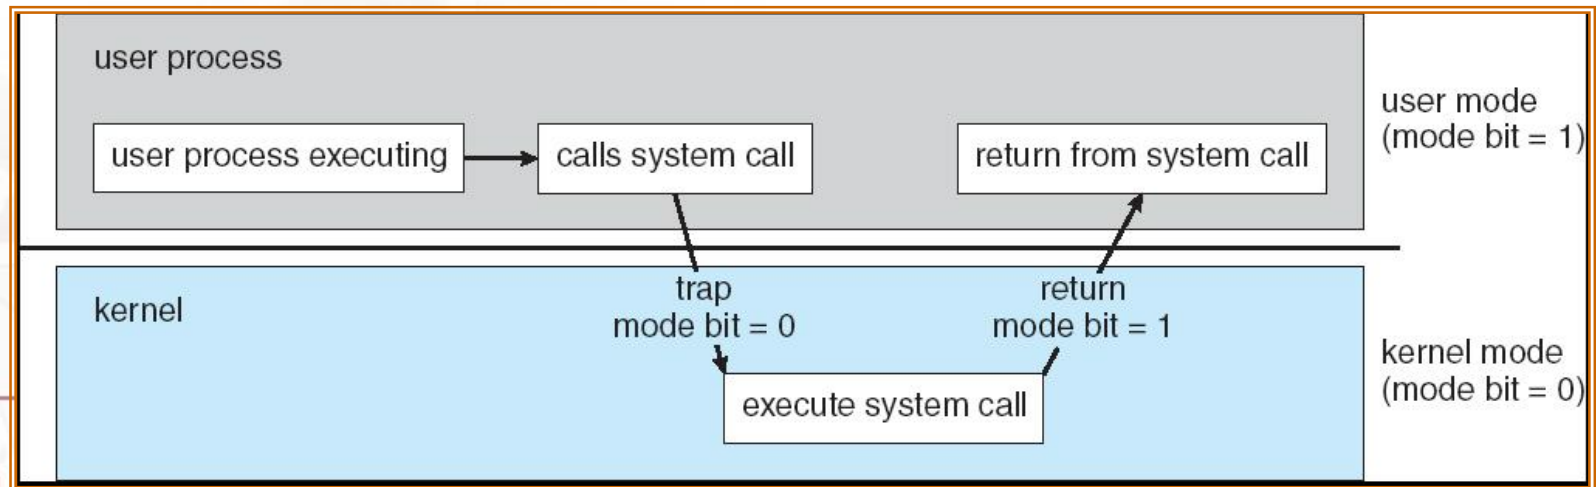 user process
user process executing
calls system call
return from system call
user mode
(mode bit = 1)
kernel
trap
mode bit = 0
return
mode bit = 1
execute system call
kernel mode
(mode bit = 0)